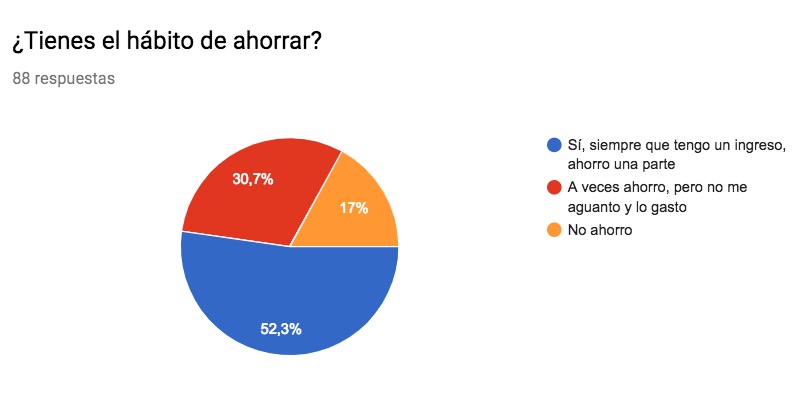 ¿Tienes el hábito de ahorrar?
88 respuestas
30,7%
17%
52,3%
Sí, siempre que tengo un ingreso,
ahorro una parte
A veces ahorro, pero no me
aguanto y lo gasto
No ahorro